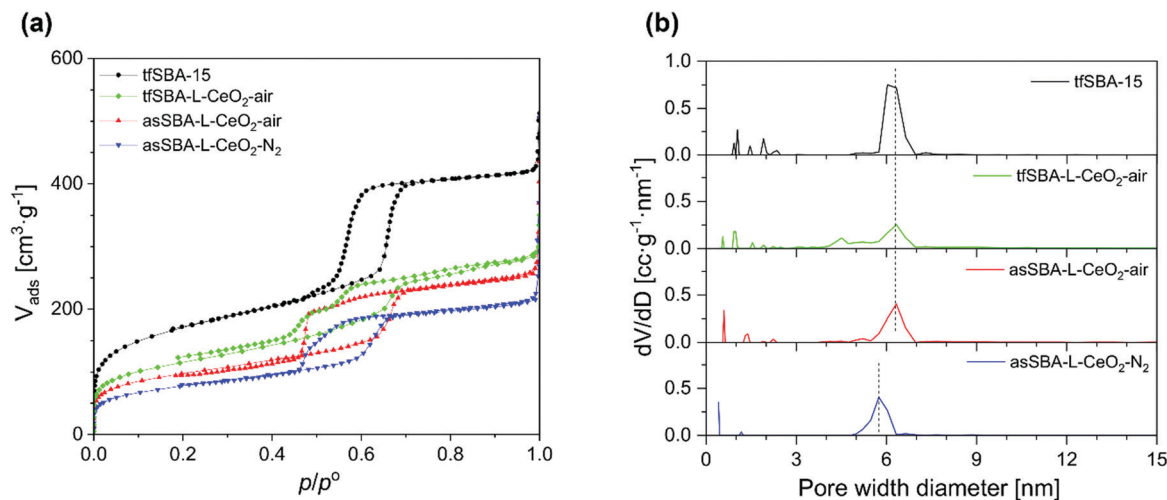 (a)
600
400
200
0
V_ads [cm³·g⁻¹]
tfSBA-15
tfSBA-L-CeO₂-air
asSBA-L-CeO₂-air
asSBA-L-CeO₂-N₂
0.0 0.2 0.4 0.6 0.8 1.0
p/pº
(b)
1.0
0.5
0.0
0.5
0.0
0.5
0.0
0.5
0.0
dV/dD [cc·g⁻¹·nm⁻¹]
tfSBA-15
tfSBA-L-CeO₂-air
asSBA-L-CeO₂-air
asSBA-L-CeO₂-N₂
0 3 6 9 12 15
Pore width diameter [nm]